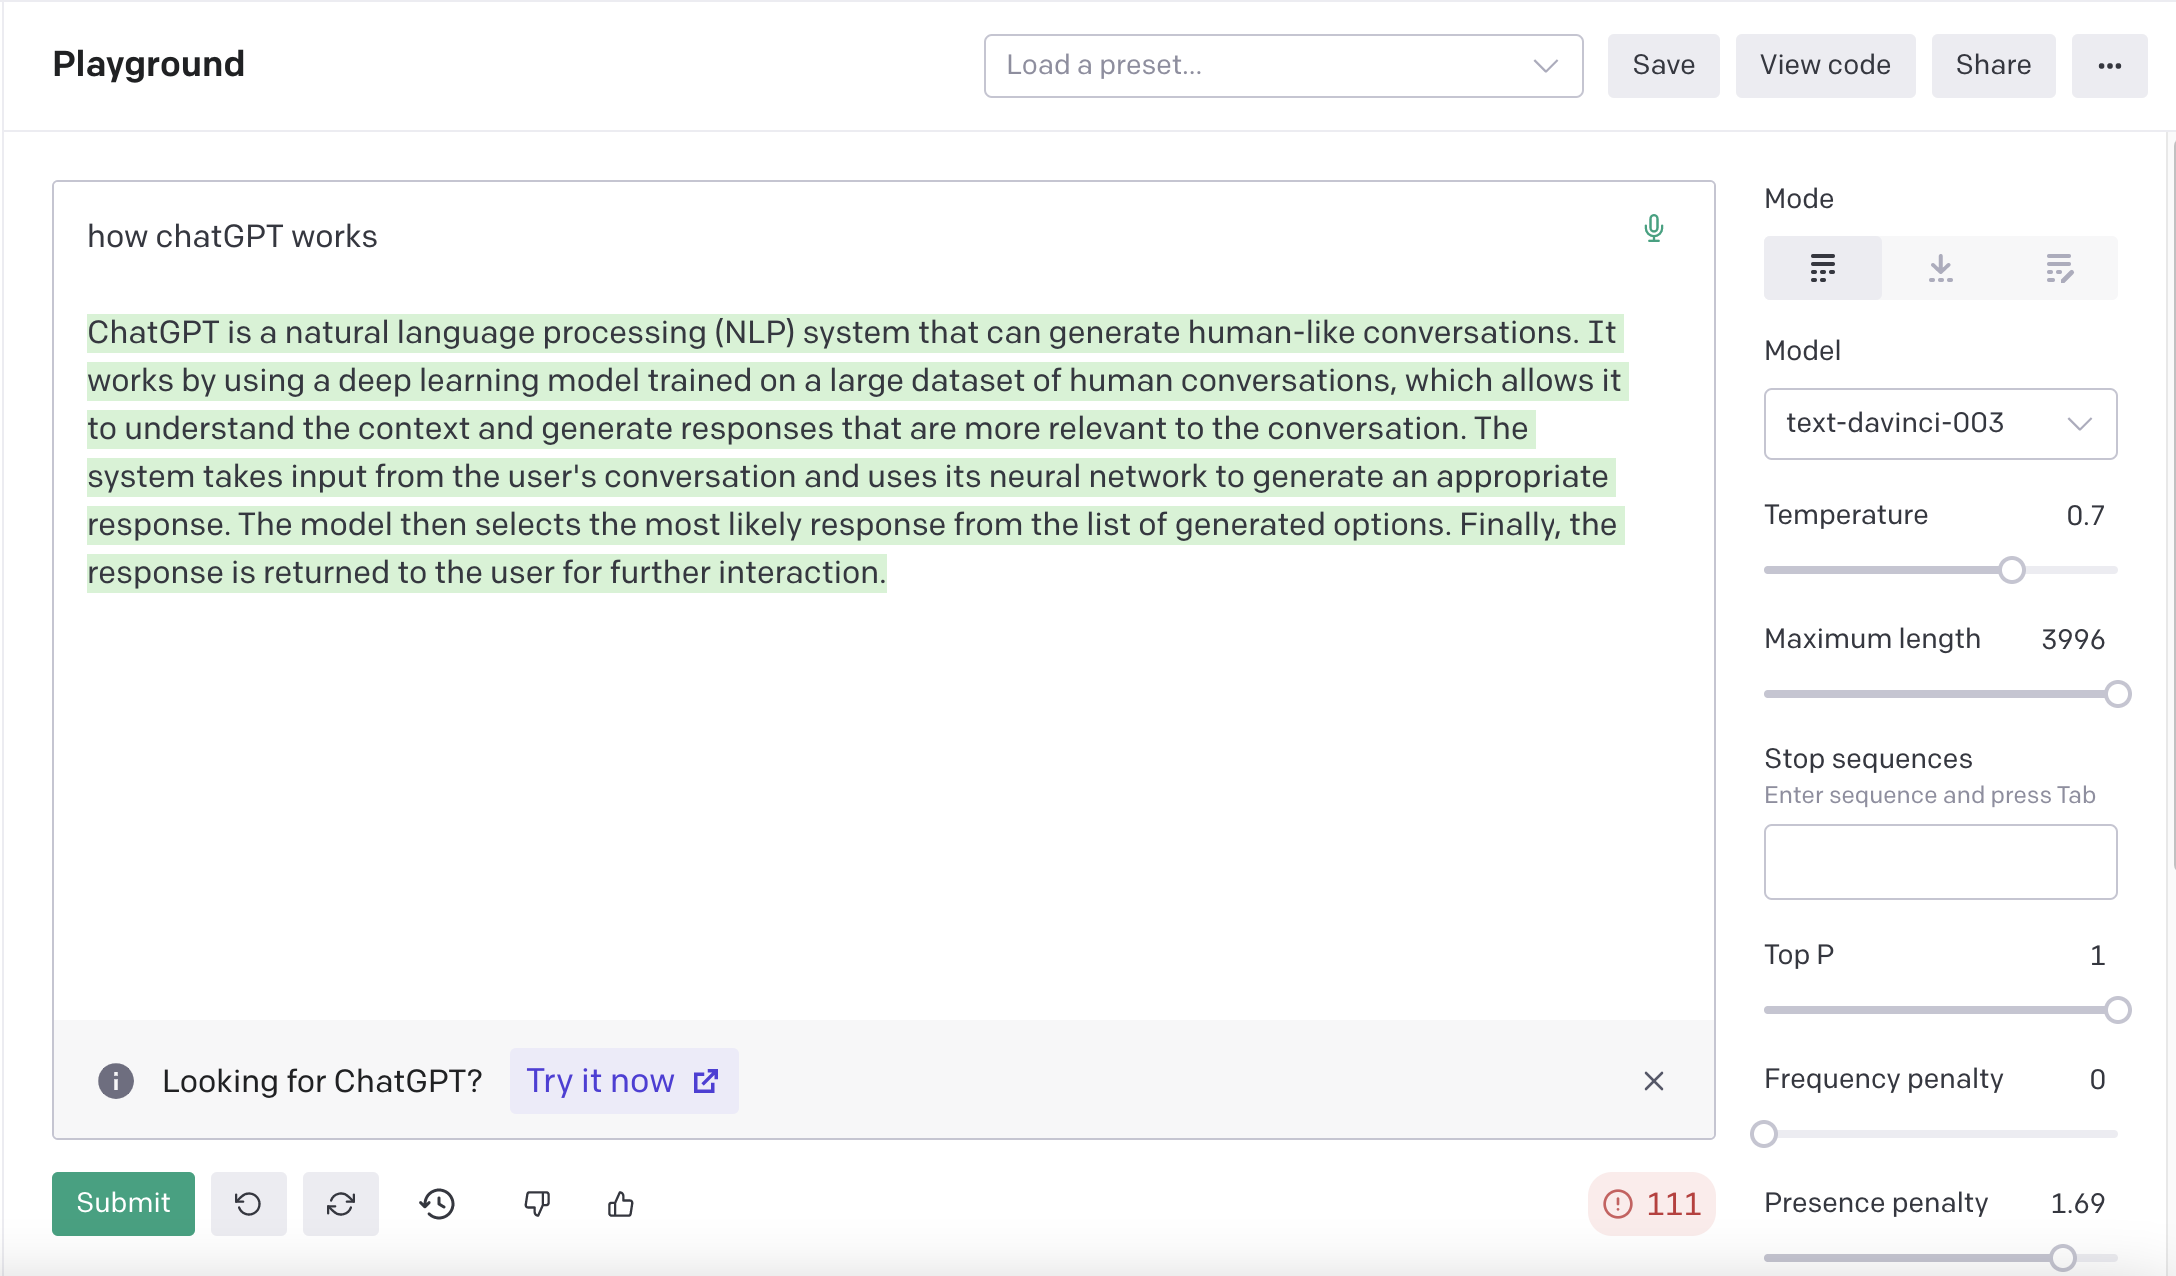 Playground
Load a preset...
Save
View code
Share
how chatGPT works
ChatGPT is a natural language processing (NLP) system that can generate human-like conversations. It
works by using a deep learning model trained on a large dataset of human conversations, which allows it
to understand the context and generate responses that are more relevant to the conversation. The
system takes input from the user's conversation and uses its neural network to generate an appropriate
response. The model then selects the most likely response from the list of generated options. Finally, the
response is returned to the user for further interaction.
Looking for ChatGPT?
Try it now
Submit
111
Mode
Model
text-davinci-003
Temperature 0.7
Maximum length 3996
Stop sequences
Enter sequence and press Tab
Top P 1
Frequency penalty 0
Presence penalty 1.69